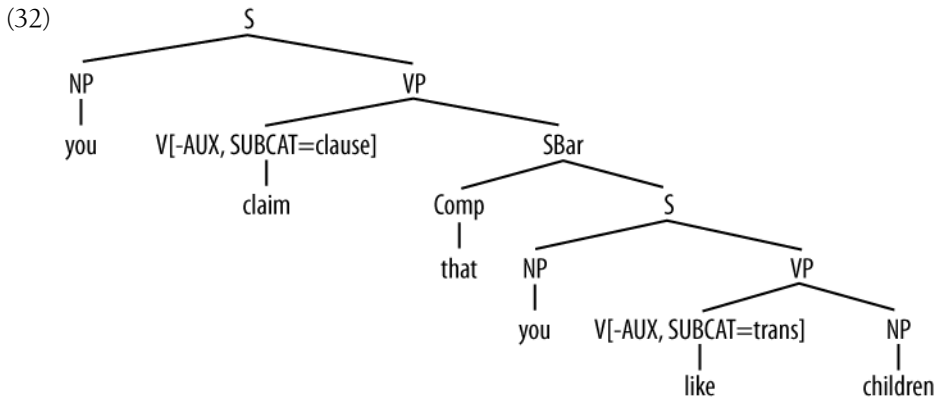 (32)
S
NP VP
you V[-AUX, SUBCAT=clause] SBar
claim Comp S
that NP VP
you V[-AUX, SUBCAT=trans] NP
like children